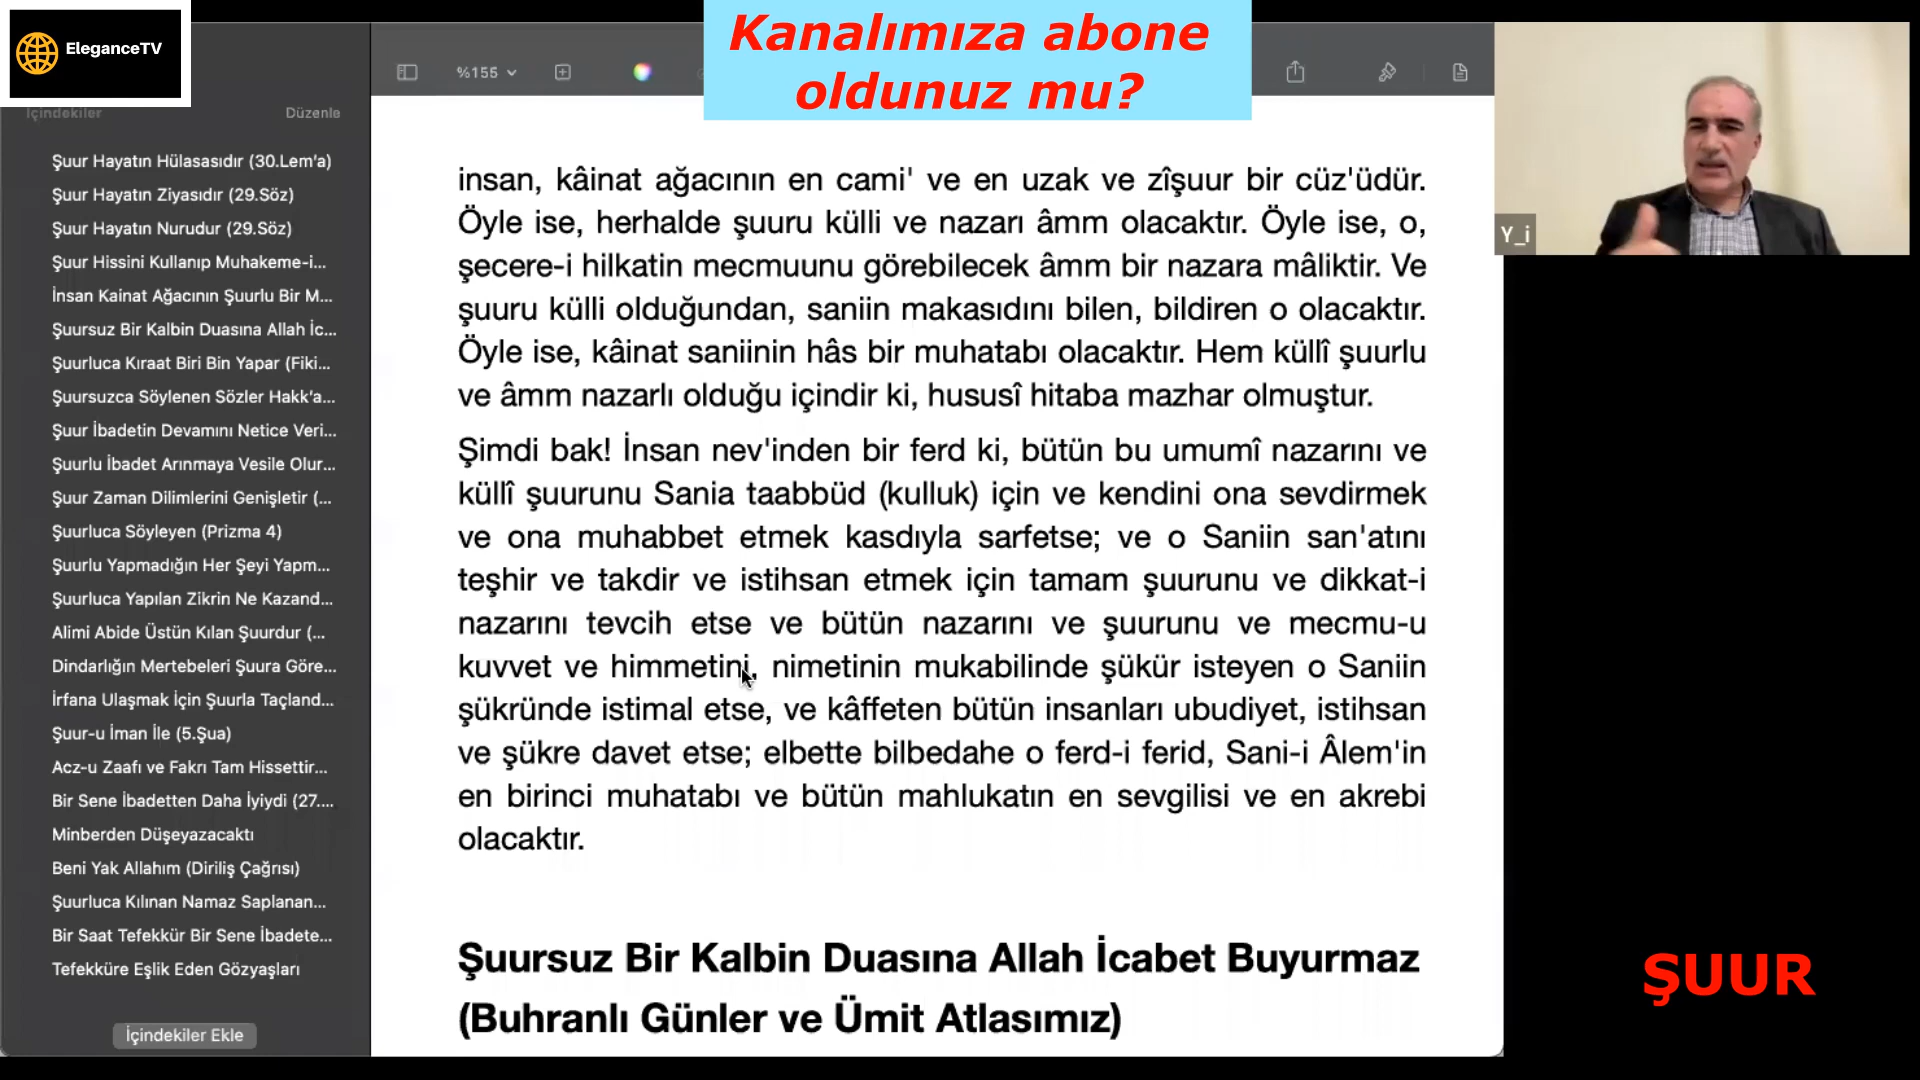 EleganceTV
Kanalımıza abone
oldunuz mu?
%155
İçindekiler
Düzenle
Şuur Hayatın Hülasasıdır (30.Lem'a)
Şuur Hayatın Ziyasıdır (29.Söz)
Şuur Hayatın Nurudur (29.Söz)
Şuur Hissini Kullanıp Muhakeme-i...
İnsan Kainat Ağacının Şuurlu Bir M...
Şuursuz Bir Kalbin Duasına Allah İc...
Şuurluca Kıraat Biri Bin Yapar (Fiki...
Şuursuzca Söylenen Sözler Hakk'a...
Şuur İbadetin Devamını Netice Veri...
Şuurlu İbadet Arınmaya Vesile Olur...
Şuur Zaman Dilimlerini Genişletir (...
Şuurluca Söyleyen (Prizma 4)
Şuurlu Yapmadığın Her Şeyi Yapm...
Şuurluca Yapılan Zikrin Ne Kazand...
Alimi Abide Üstün Kılan Şuurdur (...
Dindarlığın Mertebeleri Şuura Göre...
İrfana Ulaşmak İçin Şuurla Taçland...
Şuur-u İman İle (5.Şua)
Acz-u Zaafı ve Fakrı Tam Hissettir...
Bir Sene İbadetten Daha İyiydi (27....
Minberden Düşeyazacaktı
Beni Yak Allahım (Diriliş Çağrısı)
Şuurluca Kılınan Namaz Saplanan...
Bir Saat Tefekkür Bir Sene İbadete...
Tefekküre Eşlik Eden Gözyaşları
İçindekiler Ekle
insan, kâinat ağacının en cami' ve en uzak ve zîşuur bir cüz'üdür.
Öyle ise, herhalde şuuru külli ve nazarı âmm olacaktır. Öyle ise, o,
şecere-i hilkatin mecmuunu görebilecek âmm bir nazara mâliktir. Ve
şuuru külli olduğundan, saniin makasıdını bilen, bildiren o olacaktır.
Öyle ise, kâinat saniinin hâs bir muhatabı olacaktır. Hem küllî şuurlu
ve âmm nazarlı olduğu içindir ki, hususî hitaba mazhar olmuştur.
Şimdi bak! İnsan nev'inden bir ferd ki, bütün bu umumî nazarını ve
küllî şuurunu Sania taabbüd (kulluk) için ve kendini ona sevdirmek
ve ona muhabbet etmek kasdıyla sarfetse; ve o Saniin san'atını
teşhir ve takdir ve istihsan etmek için tamam şuurunu ve dikkat-i
nazarını tevcih etse ve bütün nazarını ve şuurunu ve mecmu-u
kuvvet ve himmetini, nimetinin mukabilinde şükür isteyen o Saniin
şükründe istimal etse, ve kâffeten bütün insanları ubudiyet, istihsan
ve şükre davet etse; elbette bilbedahe o ferd-i ferid, Sani-i Âlem'in
en birinci muhatabı ve bütün mahlukatın en sevgilisi ve en akrebi
olacaktır.
Şuursuz Bir Kalbin Duasına Allah İcabet Buyurmaz
(Buhranlı Günler ve Ümit Atlasımız)
Y_i
ŞUUR